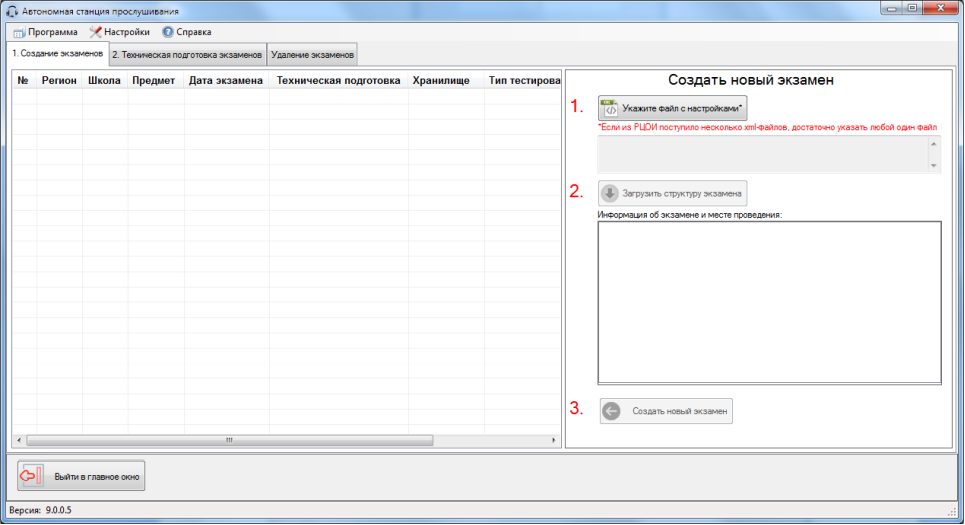 Автономная станция прослушивания
Программа Настройки Справка
1. Создание экзаменов 2. Техническая подготовка экзаменов Удаление экзаменов
№ Регион Школа Предмет Дата экзамена Техническая подготовка Хранилище Тип тестирова
Создать новый экзамен
1. Укажите файл с настройками*
*Если из РЦОИ поступило несколько xml-файлов, достаточно указать любой один файл
2. Загрузить структуру экзамена
Информация об экзамене и месте проведения:
3. Создать новый экзамен
Выйти в главное окно
Версия: 9.0.0.5